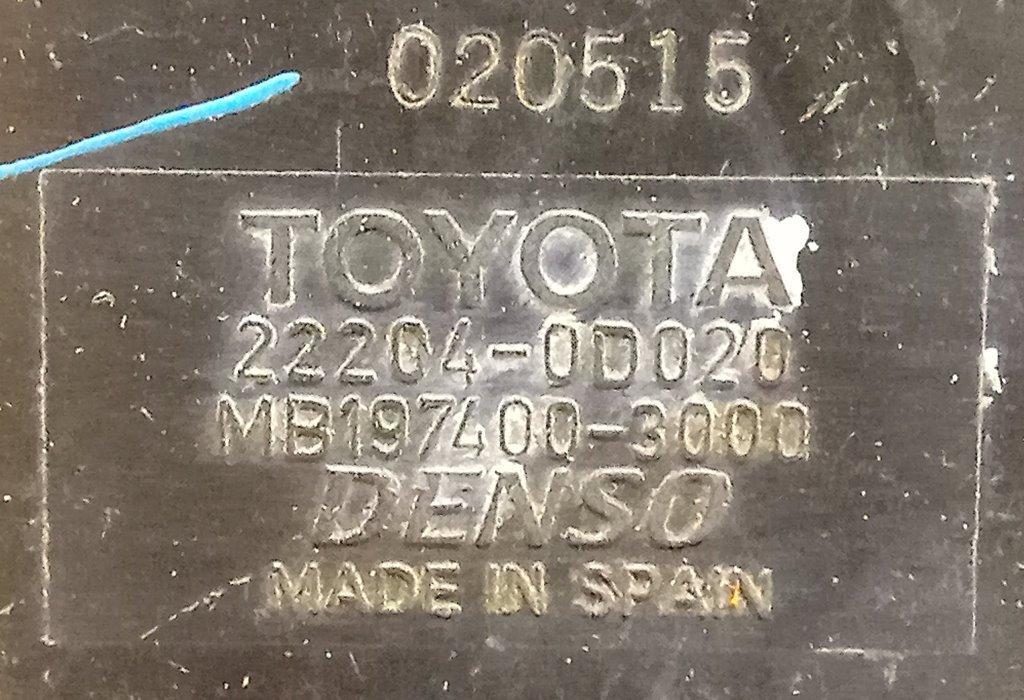 020515
TOYOTA
22204-0D020
MB197400-3000
DENSO
MADE IN SPAIN